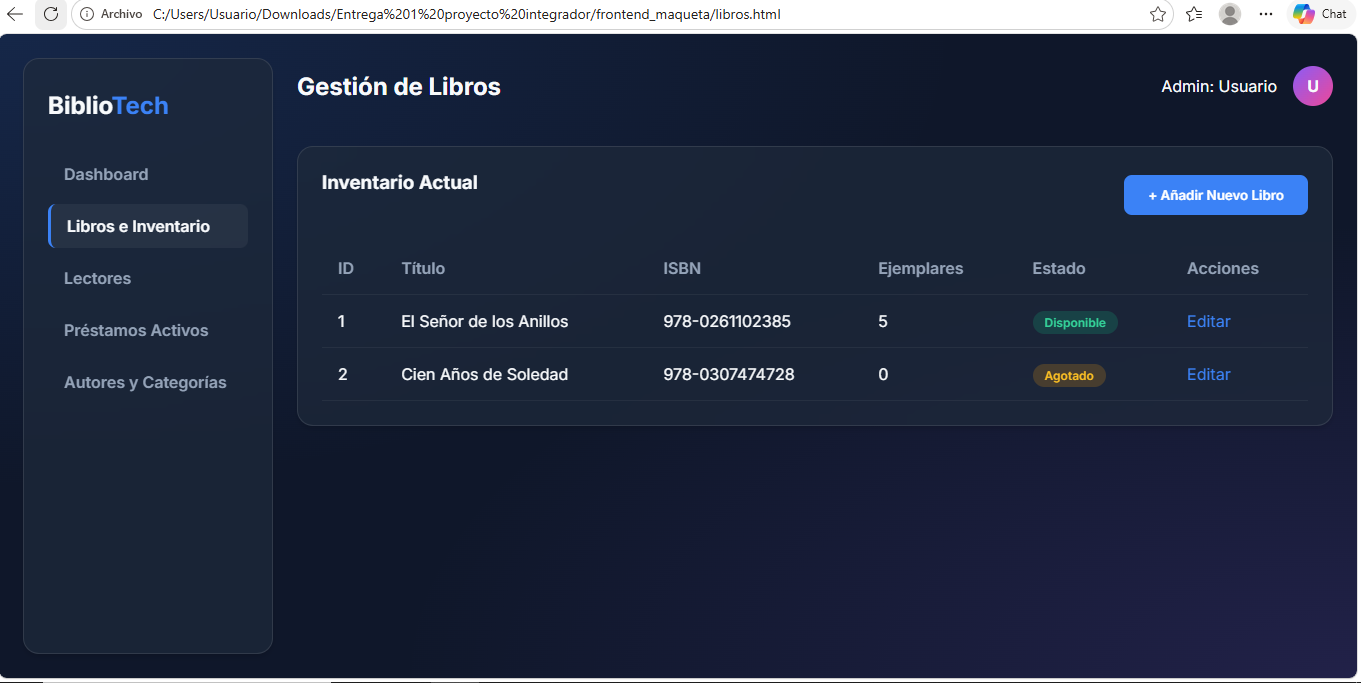 Archivo C:/Users/Usuario/Downloads/Entrega%201%20proyecto%20integrador/frontend_maqueta/libros.html Chat
BiblioTech
Dashboard
Libros e Inventario
Lectores
Préstamos Activos
Autores y Categorías
Gestión de Libros
Admin: Usuario U
Inventario Actual
+ Añadir Nuevo Libro
ID Título ISBN Ejemplares Estado Acciones
1 El Señor de los Anillos 978-0261102385 5 Disponible Editar
2 Cien Años de Soledad 978-0307474728 0 Agotado Editar